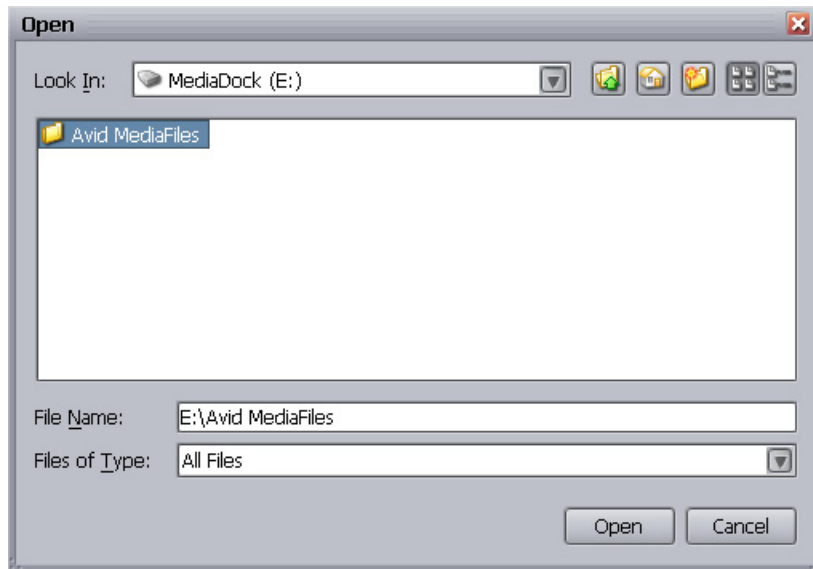 Open
Look In: MediaDock (E:)
Avid MediaFiles
File Name: E:\Avid MediaFiles
Files of Type: All Files
Open Cancel